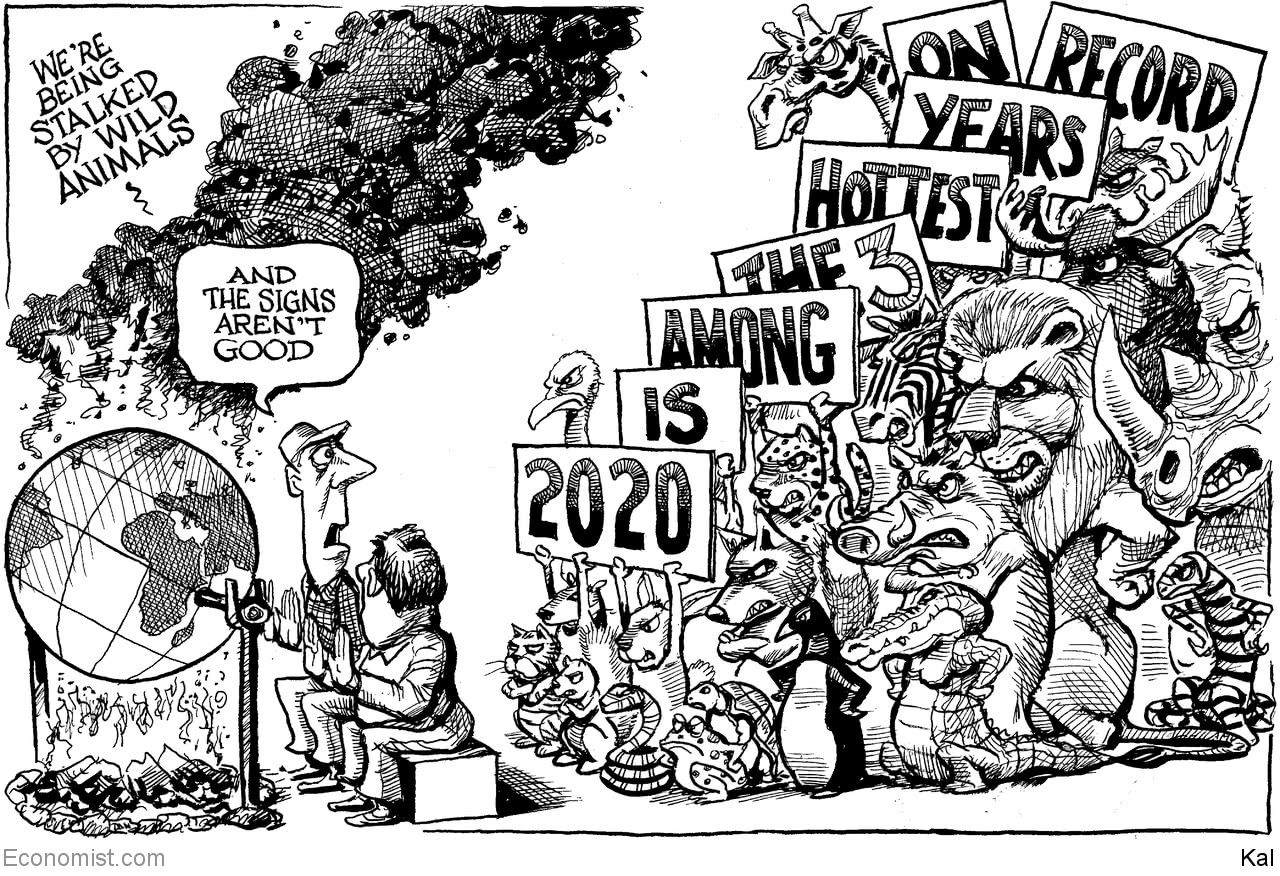 WE'RE
BEING
STALKED
BY WILD
ANIMALS
AND
THE SIGNS
AREN'T
GOOD
2020
IS
AMONG
THE 3
HOTTEST
YEARS
ON
RECORD
Economist.com
Kal